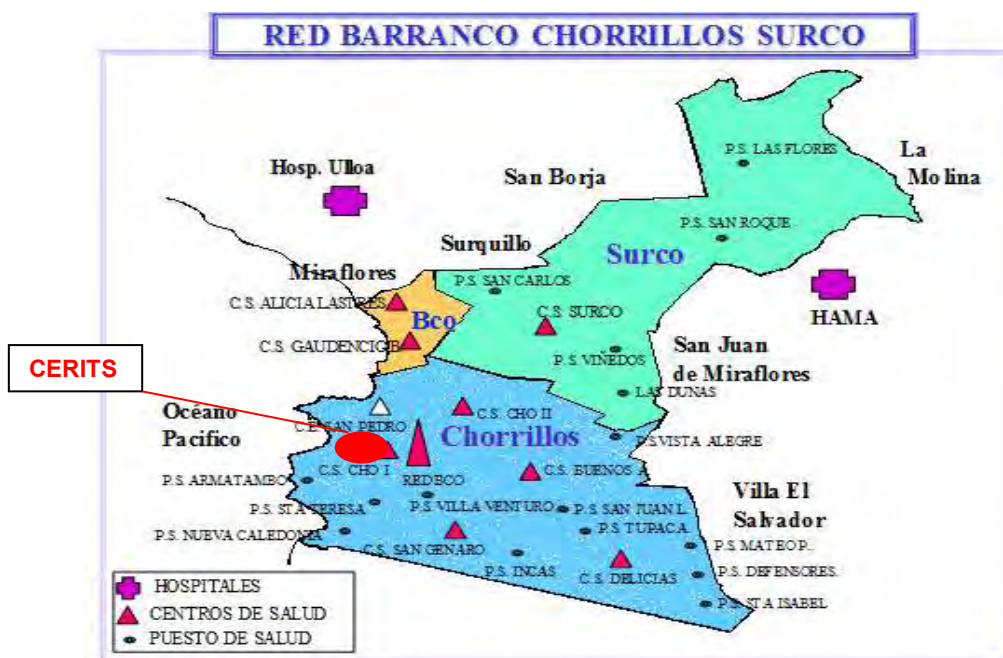 RED BARRANCO CHORRILLOS SURCO
P.S. LAS FLORES
La
Molina
Hosp. Ulloa
San Borja
P.S. SAN ROQUE
Surquillo
Surco
Miraflores
P.S. SAN CARLOS
C.S. ALICIA LASTRES
C.S. SURCO
Bco
HAMA
C.S. GAUDENCIO B
San Juan
de Miraflores
P.S. VIÑEDOS
CERITS
LAS DUNAS
Océano
Pacifico
C.S. CHO II
C.E. SAN PEDRO
Chorrillos
P.S VISTA ALEGRE
C.S. CHO I
C.S. BUENOS A
P.S. ARMATAMBO
RED BCO
Villa El
Salvador
P.S. STA TERESA
P.S. VILLA VENTURO
P.S. SAN JUAN L.
P.S. NUEVA CALEDONIA
P.S. TUPAC A.
P.S. MATEO P..
C.S. SAN GENARO
P.S. INCAS
C.S. DELICIAS
P.S. DEFENSORES.
P.S. STA ISABEL
HOSPITALES
CENTROS DE SALUD
PUESTO DE SALUD